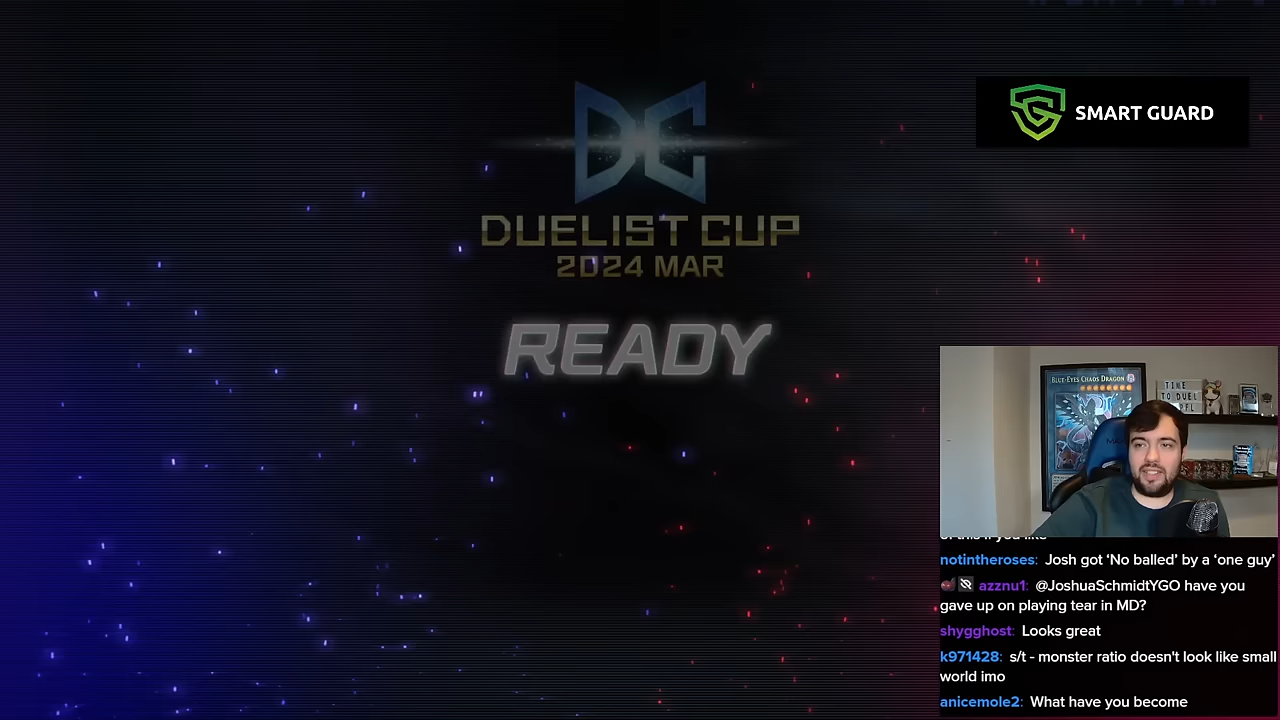 DC
DUELIST CUP
2024 MAR
READY
SMART GUARD
BLUE-EYES CHAOS DRAGON
TIME
TO DUEL
notintheroses: Josh got ‘No balled’ by a ‘one guy’
azznu1: @JoshuaSchmidtYGO have you
gave up on playing tear in MD?
shygghost: Looks great
k971428: s/t - monster ratio doesn't look like small
world imo
anicemole2: What have you become